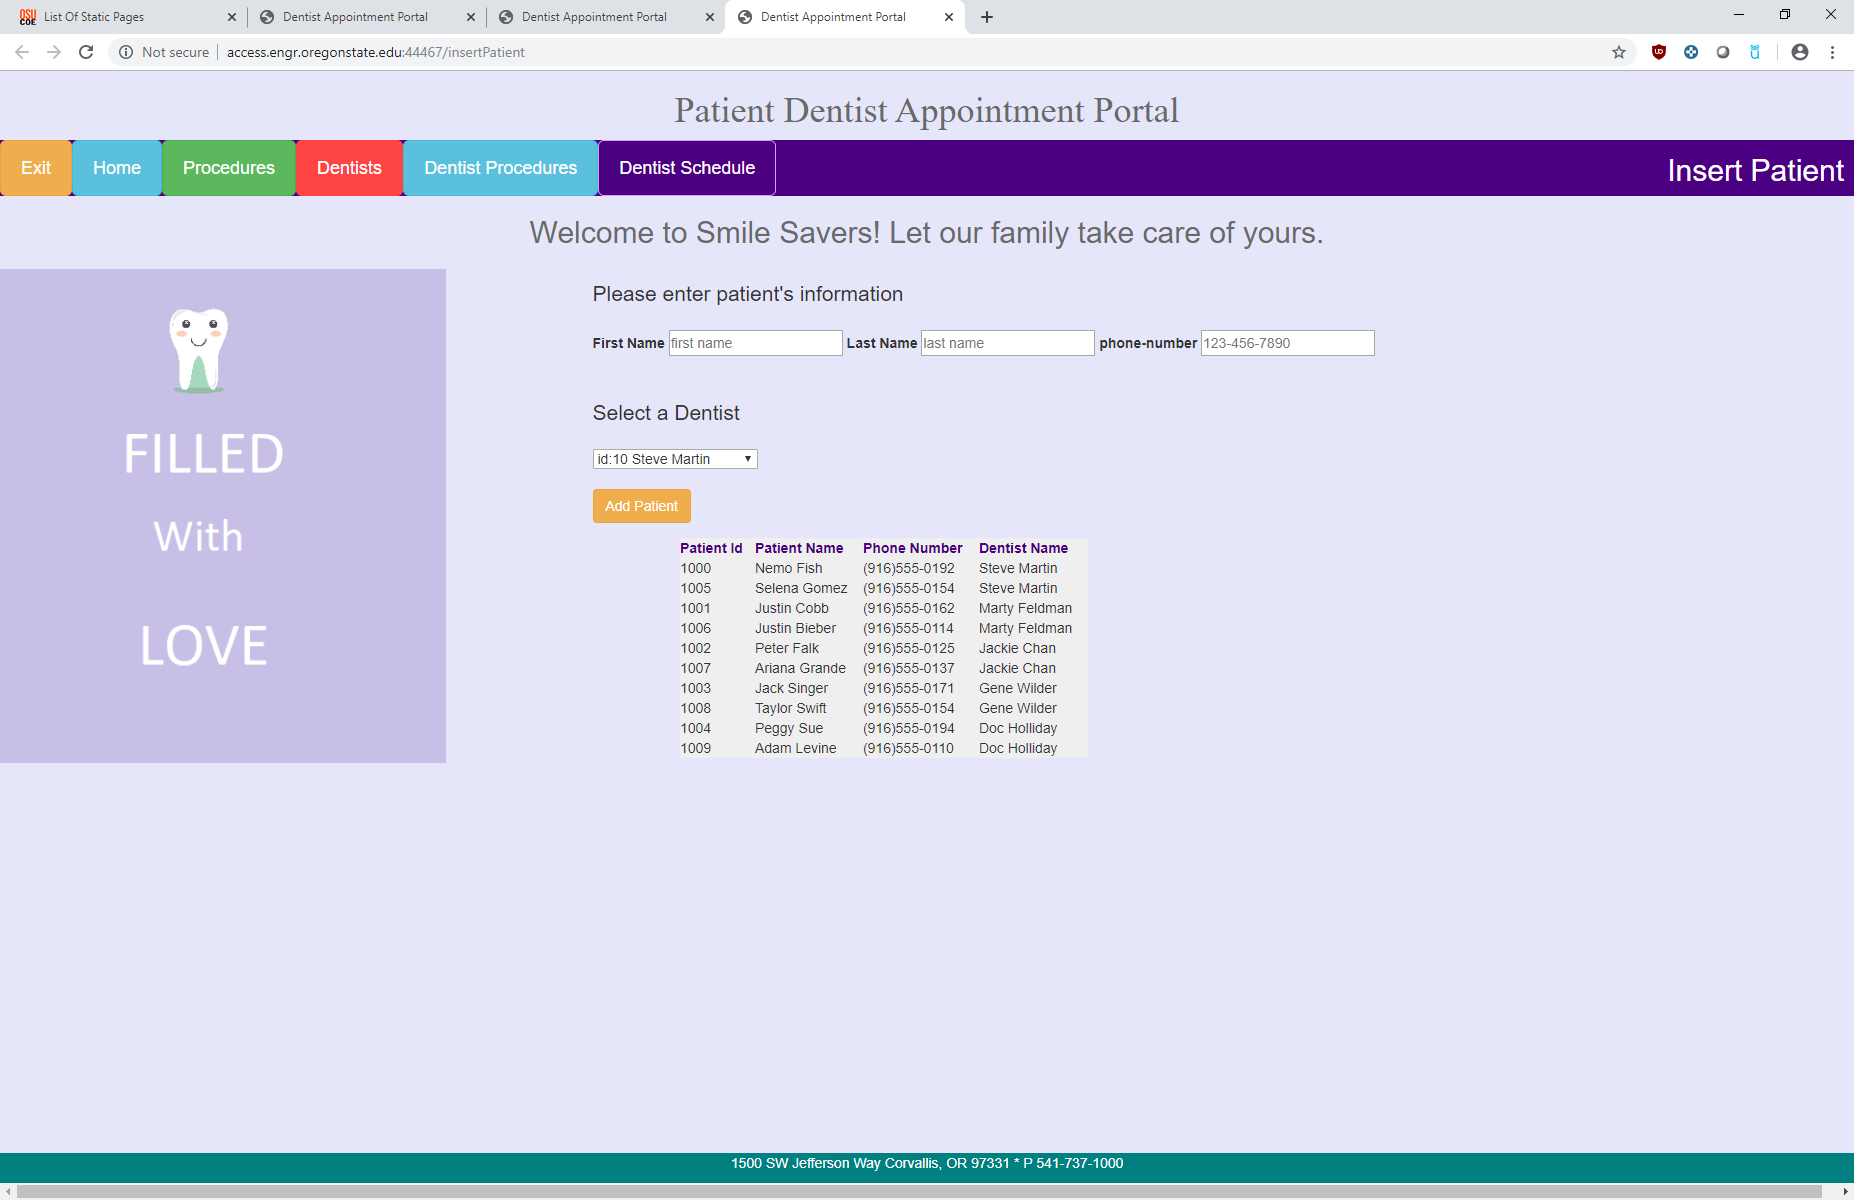 OSU COE List Of Static Pages
Dentist Appointment Portal
Dentist Appointment Portal
Dentist Appointment Portal
Not secure access.engr.oregonstate.edu:44467/insertPatient
Patient Dentist Appointment Portal
Exit Home Procedures Dentists Dentist Procedures Dentist Schedule Insert Patient
Welcome to Smile Savers! Let our family take care of yours.
FILLED
With
LOVE
Please enter patient's information
First Name first name Last Name last name phone-number 123-456-7890
Select a Dentist
id:10 Steve Martin
Add Patient
Patient Id Patient Name Phone Number Dentist Name
1000 Nemo Fish (916)555-0192 Steve Martin
1005 Selena Gomez (916)555-0154 Steve Martin
1001 Justin Cobb (916)555-0162 Marty Feldman
1006 Justin Bieber (916)555-0114 Marty Feldman
1002 Peter Falk (916)555-0125 Jackie Chan
1007 Ariana Grande (916)555-0137 Jackie Chan
1003 Jack Singer (916)555-0171 Gene Wilder
1008 Taylor Swift (916)555-0154 Gene Wilder
1004 Peggy Sue (916)555-0194 Doc Holliday
1009 Adam Levine (916)555-0110 Doc Holliday
1500 SW Jefferson Way Corvallis, OR 97331 * P 541-737-1000